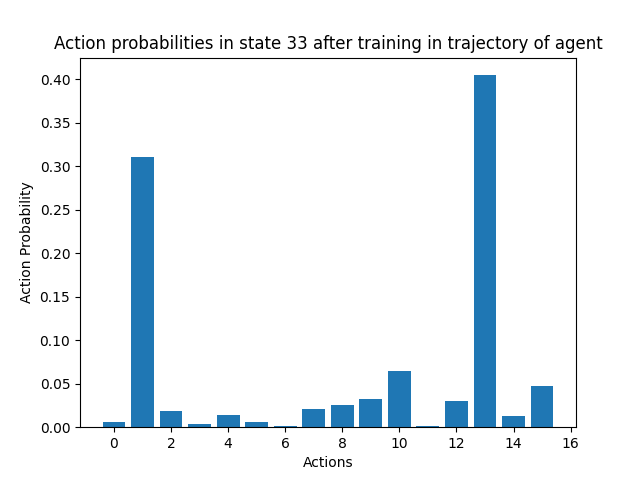 Action probabilities in state 33 after training in trajectory of agent
0.40
0.35
0.30
0.25
0.20
0.15
0.10
0.05
0.00
Action Probability
0 2 4 6 8 10 12 14 16
Actions